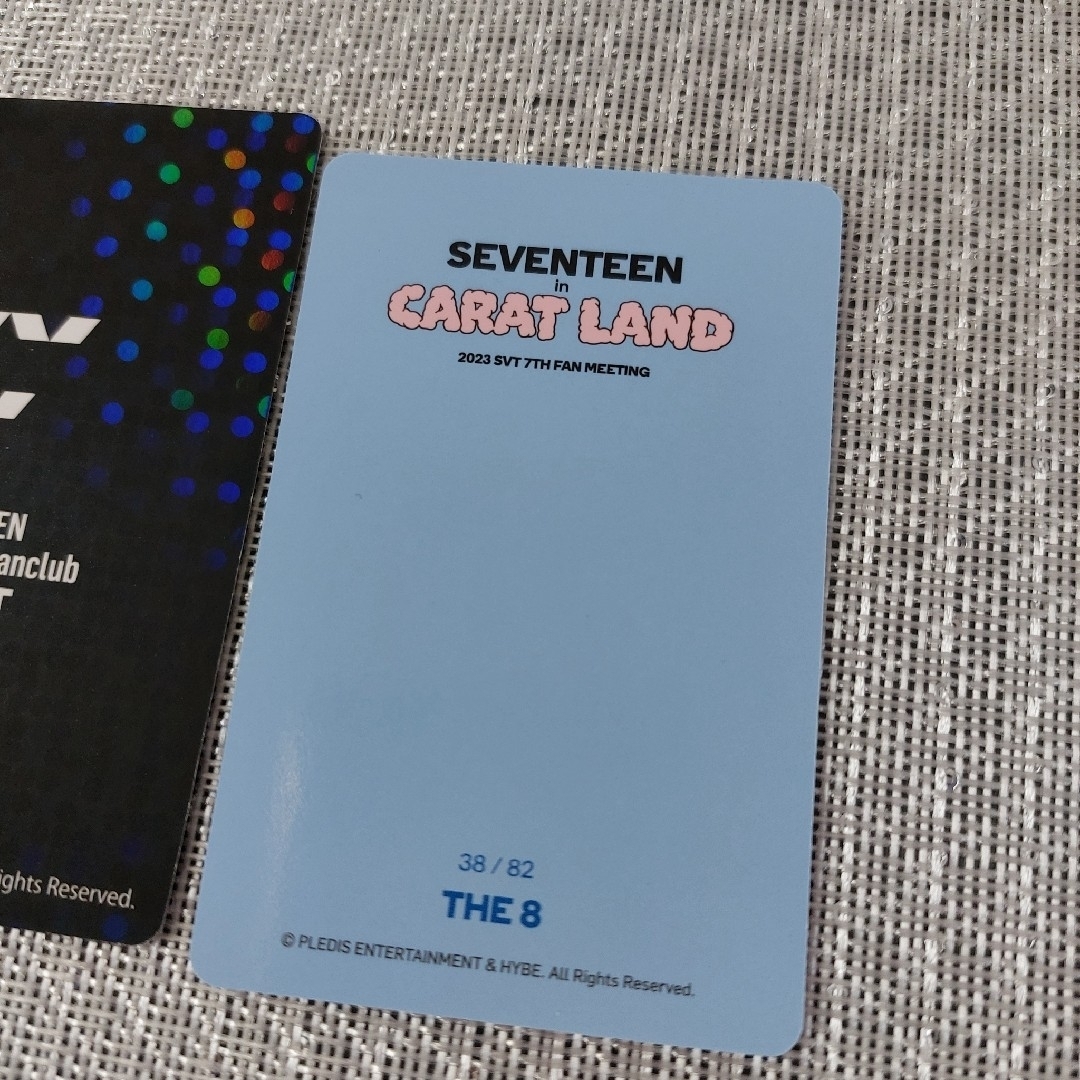 EN
anclub
T
ights Reserved.
SEVENTEEN
in
CARAT LAND
2023 SVT 7TH FAN MEETING
38 / 82
THE 8
© PLEDIS ENTERTAINMENT & HYBE. All Rights Reserved.